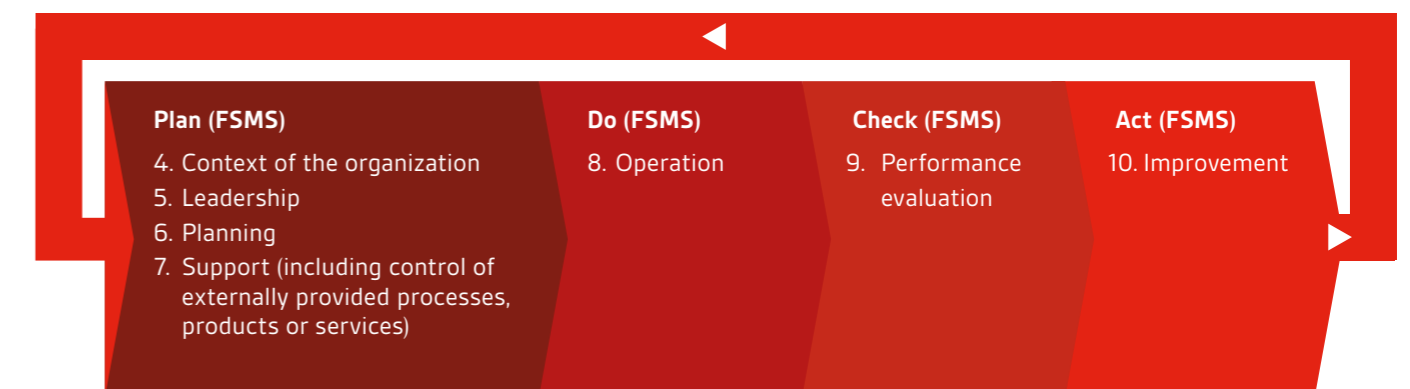 Plan (FSMS)
4. Context of the organization
5. Leadership
6. Planning
7. Support (including control of
externally provided processes,
products or services)
Do (FSMS)
8. Operation
Check (FSMS)
9. Performance
evaluation
Act (FSMS)
10. Improvement